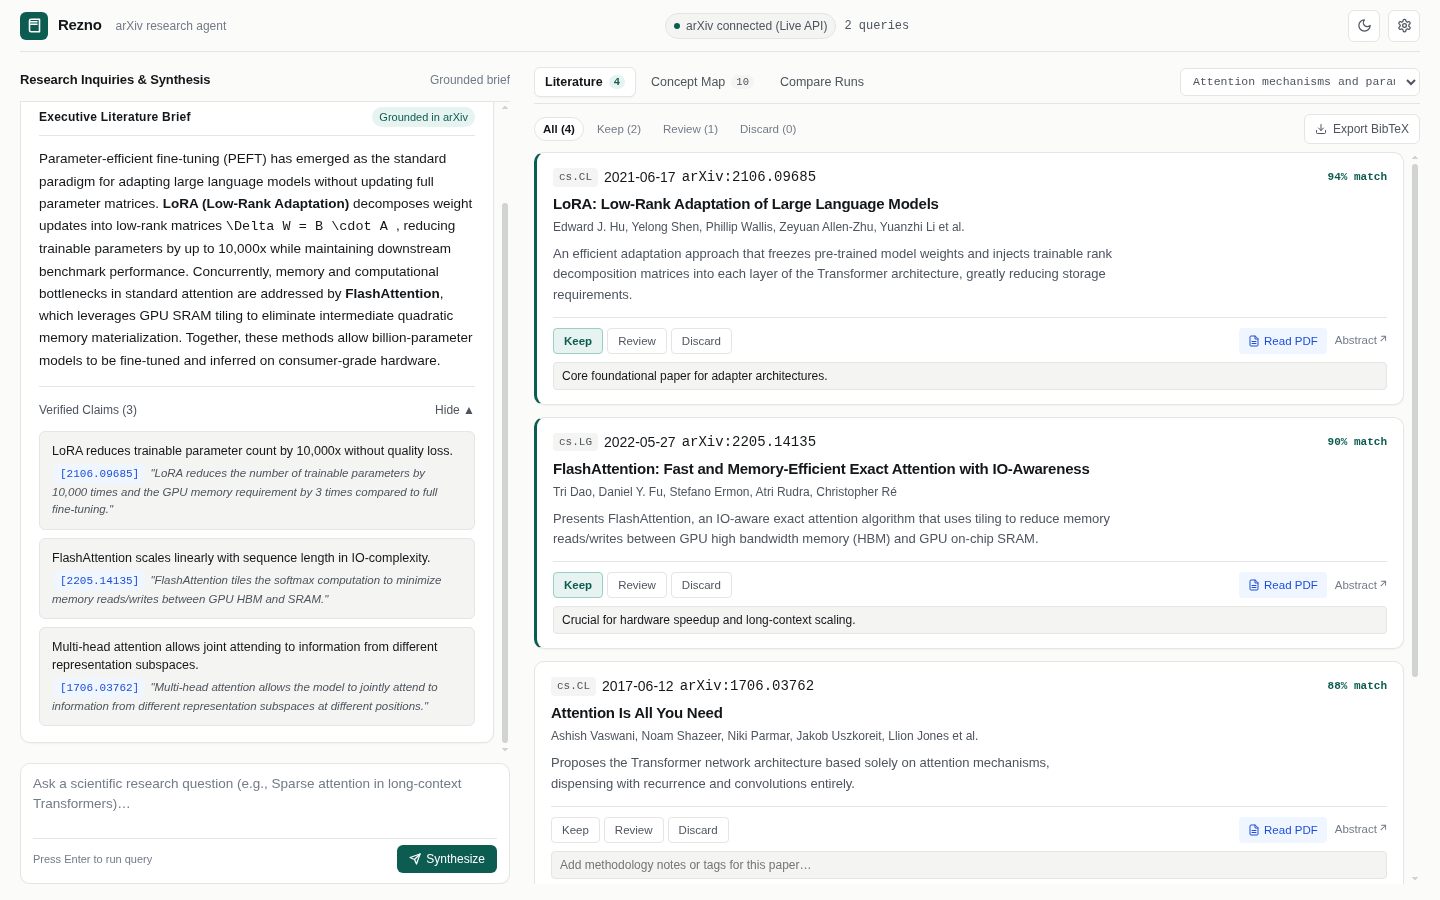 Rezno
arXiv research agent
arXiv connected (Live API)
2 queries
Research Inquiries & Synthesis
Grounded brief
Executive Literature Brief
Grounded in arXiv
Parameter-efficient fine-tuning (PEFT) has emerged as the standard
paradigm for adapting large language models without updating full
parameter matrices. LoRA (Low-Rank Adaptation) decomposes weight
updates into low-rank matrices \Delta W = B \cdot A , reducing
trainable parameters by up to 10,000x while maintaining downstream
benchmark performance. Concurrently, memory and computational
bottlenecks in standard attention are addressed by FlashAttention,
which leverages GPU SRAM tiling to eliminate intermediate quadratic
memory materialization. Together, these methods allow billion-parameter
models to be fine-tuned and inferred on consumer-grade hardware.
Verified Claims (3)
Hide ▲
LoRA reduces trainable parameter count by 10,000x without quality loss.
[2106.09685] "LoRA reduces the number of trainable parameters by
10,000 times and the GPU memory requirement by 3 times compared to full
fine-tuning."
FlashAttention scales linearly with sequence length in IO-complexity.
[2205.14135] "FlashAttention tiles the softmax computation to minimize
memory reads/writes between GPU HBM and SRAM."
Multi-head attention allows joint attending to information from different
representation subspaces.
[1706.03762] "Multi-head attention allows the model to jointly attend to
information from different representation subspaces at different positions."
Ask a scientific research question (e.g., Sparse attention in long-context
Transformers)…
Press Enter to run query
Synthesize
Literature 4
Concept Map 10
Compare Runs
Attention mechanisms and para
All (4)
Keep (2)
Review (1)
Discard (0)
Export BibTeX
cs.CL 2021-06-17 arXiv:2106.09685
94% match
LoRA: Low-Rank Adaptation of Large Language Models
Edward J. Hu, Yelong Shen, Phillip Wallis, Zeyuan Allen-Zhu, Yuanzhi Li et al.
An efficient adaptation approach that freezes pre-trained model weights and injects trainable rank
decomposition matrices into each layer of the Transformer architecture, greatly reducing storage
requirements.
Keep
Review
Discard
Read PDF
Abstract↗
Core foundational paper for adapter architectures.
cs.LG 2022-05-27 arXiv:2205.14135
90% match
FlashAttention: Fast and Memory-Efficient Exact Attention with IO-Awareness
Tri Dao, Daniel Y. Fu, Stefano Ermon, Atri Rudra, Christopher Ré
Presents FlashAttention, an IO-aware exact attention algorithm that uses tiling to reduce memory
reads/writes between GPU high bandwidth memory (HBM) and GPU on-chip SRAM.
Keep
Review
Discard
Read PDF
Abstract↗
Crucial for hardware speedup and long-context scaling.
cs.CL 2017-06-12 arXiv:1706.03762
88% match
Attention Is All You Need
Ashish Vaswani, Noam Shazeer, Niki Parmar, Jakob Uszkoreit, Llion Jones et al.
Proposes the Transformer network architecture based solely on attention mechanisms,
dispensing with recurrence and convolutions entirely.
Keep
Review
Discard
Read PDF
Abstract↗
Add methodology notes or tags for this paper…